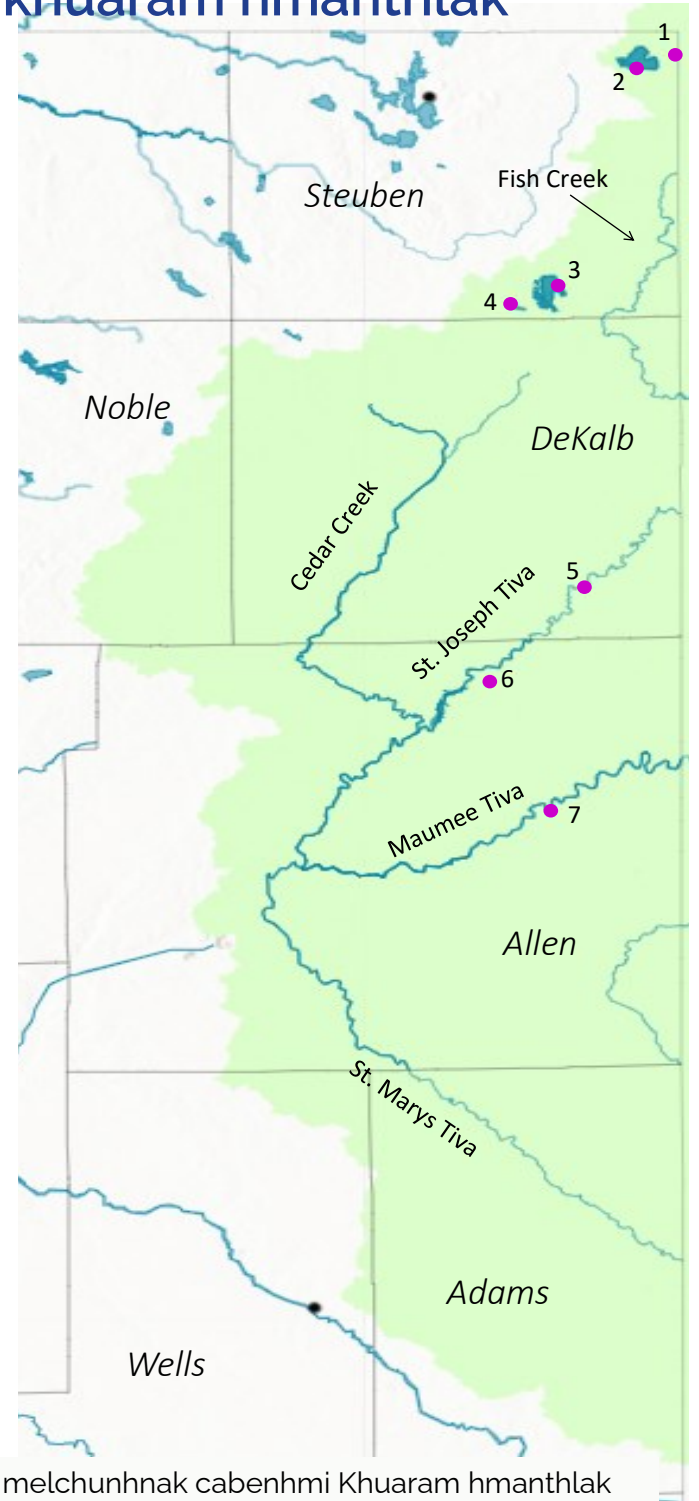 Khuaram hmanthlak
1
2
Fish Creek
Steuben
3
4
Noble
DeKalb
Cedar Creek
5
St. Joseph Tiva
6
Maumee Tiva
7
Allen
St. Marys Tiva
Adams
Wells
melchunhnak cabenhmi Khuaram hmanthlak